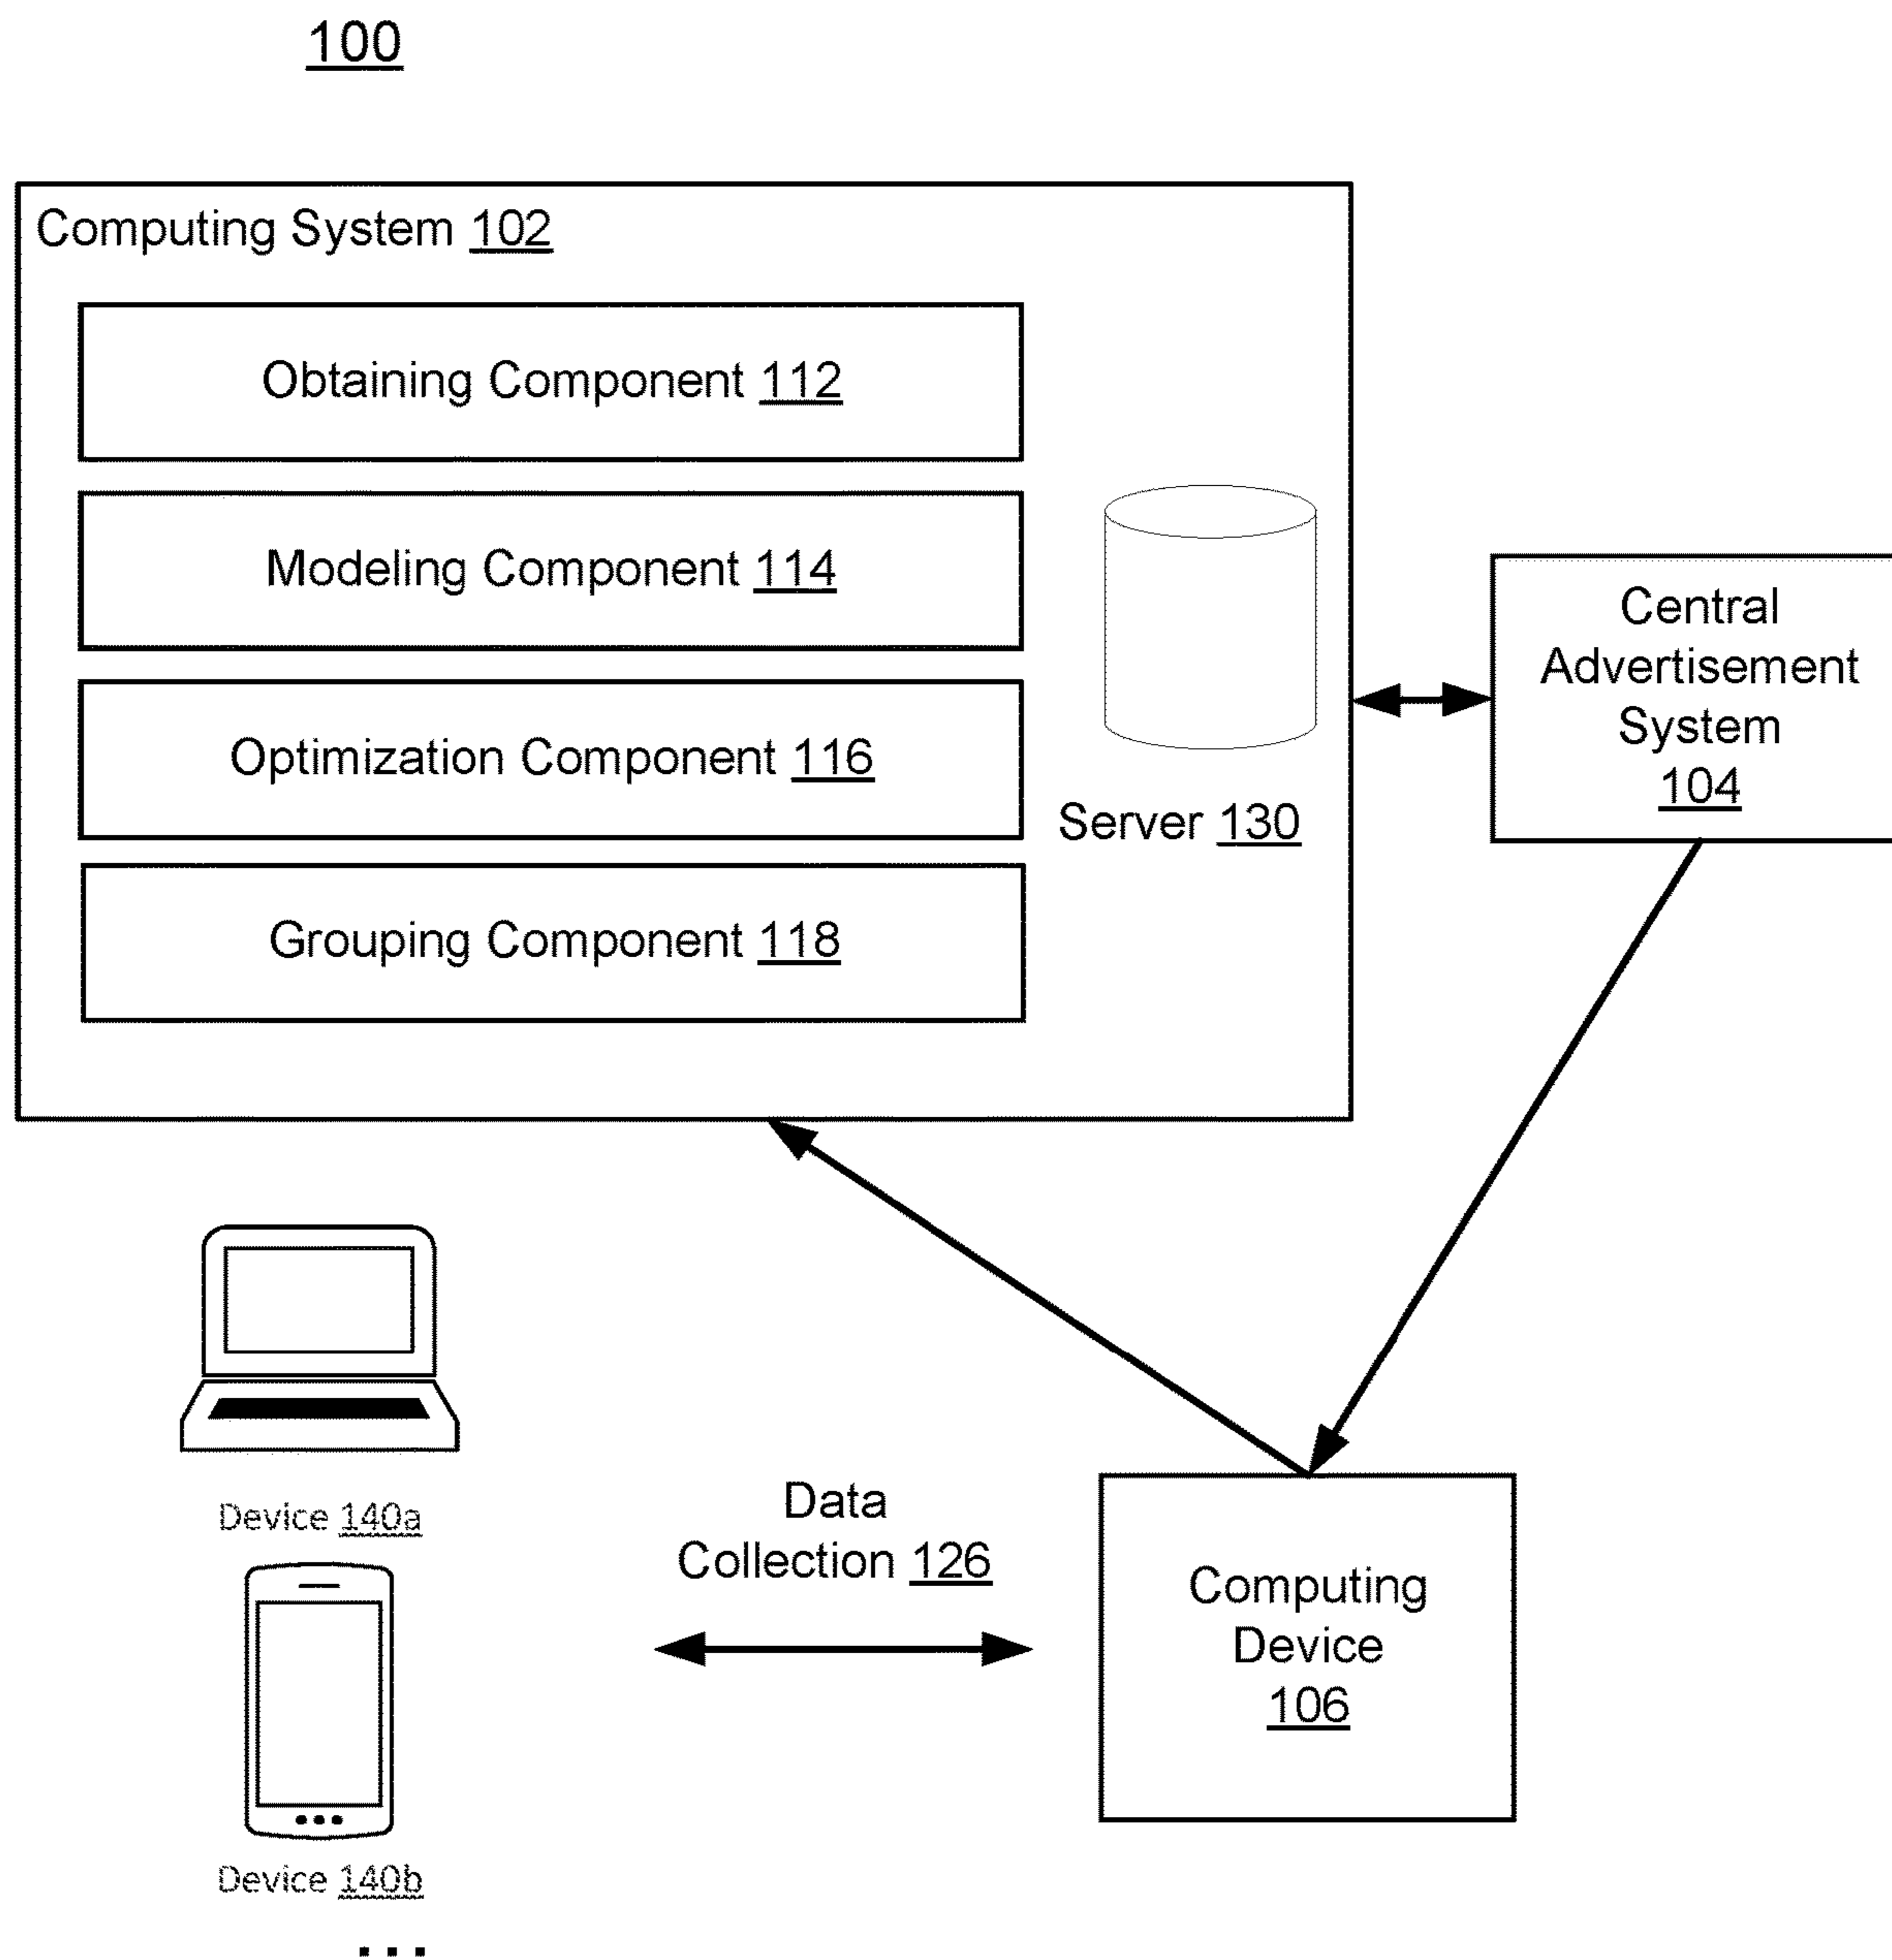 100
Computing System 102
Obtaining Component 112
Modeling Component 114
Optimization Component 116
Grouping Component 118
Server 130
Central
Advertisement
System
104
Device 140a
Device 140b
...
Data
Collection 126
Computing
Device
106